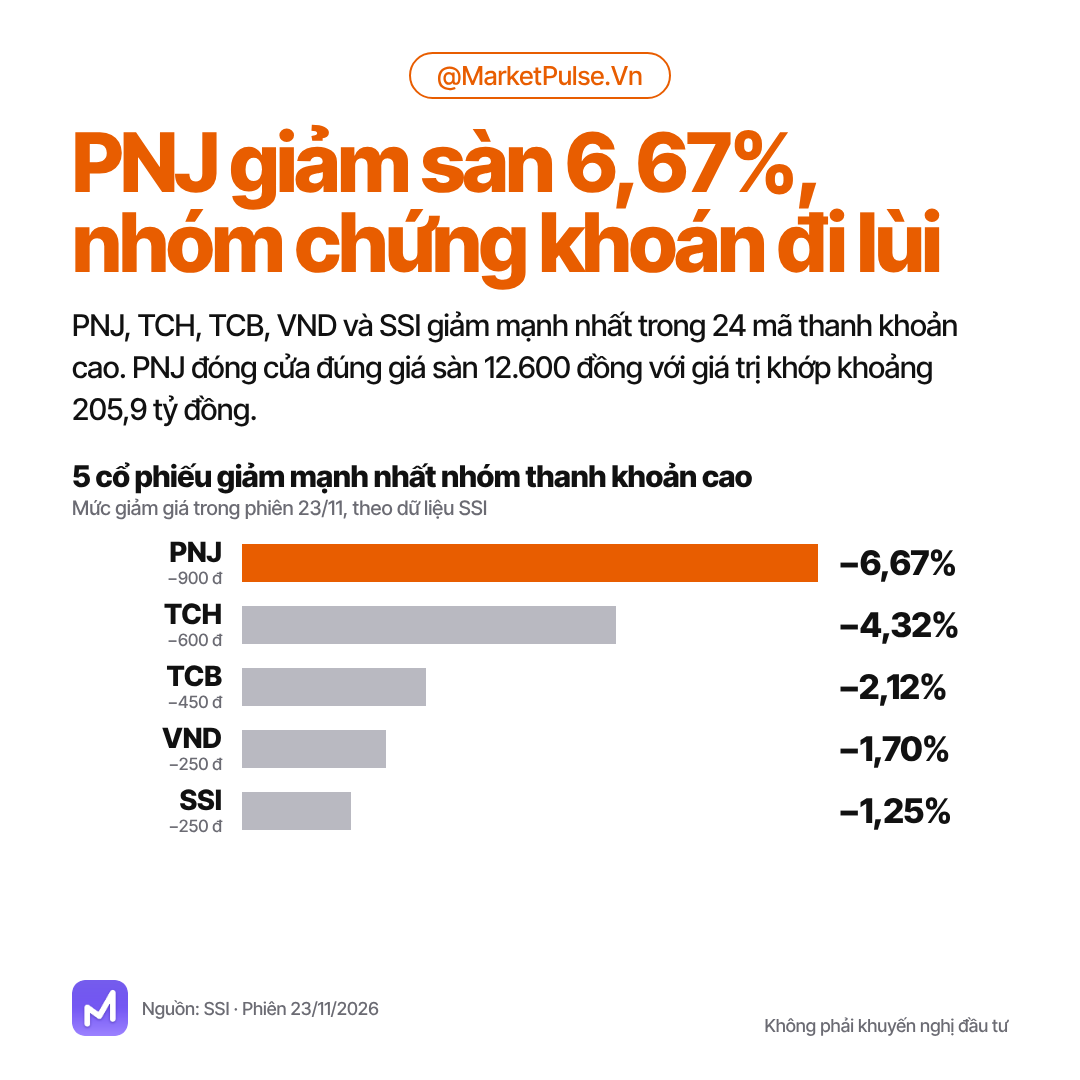 @MarketPulse.Vn
PNJ giảm sàn 6,67%,
nhóm chứng khoán đi lùi
PNJ, TCH, TCB, VND và SSI giảm mạnh nhất trong 24 mã thanh khoản
cao. PNJ đóng cửa đúng giá sàn 12.600 đồng với giá trị khớp khoảng
205,9 tỷ đồng.
5 cổ phiếu giảm mạnh nhất nhóm thanh khoản cao
Mức giảm giá trong phiên 23/11, theo dữ liệu SSI
PNJ
−900 đ
−6,67%
TCH
−600 đ
−4,32%
TCB
−450 đ
−2,12%
VND
−250 đ
−1,70%
SSI
−250 đ
−1,25%
Nguồn: SSI · Phiên 23/11/2026
Không phải khuyến nghị đầu tư